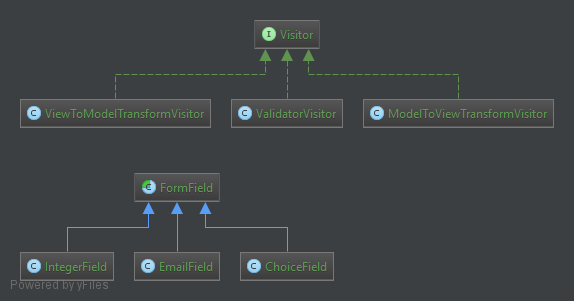 I Visitor
C ViewToModelTransformVisitor
C ValidatorVisitor
C ModelToViewTransformVisitor
C FormField
C IntegerField
C EmailField
C ChoiceField
Powered by yFiles